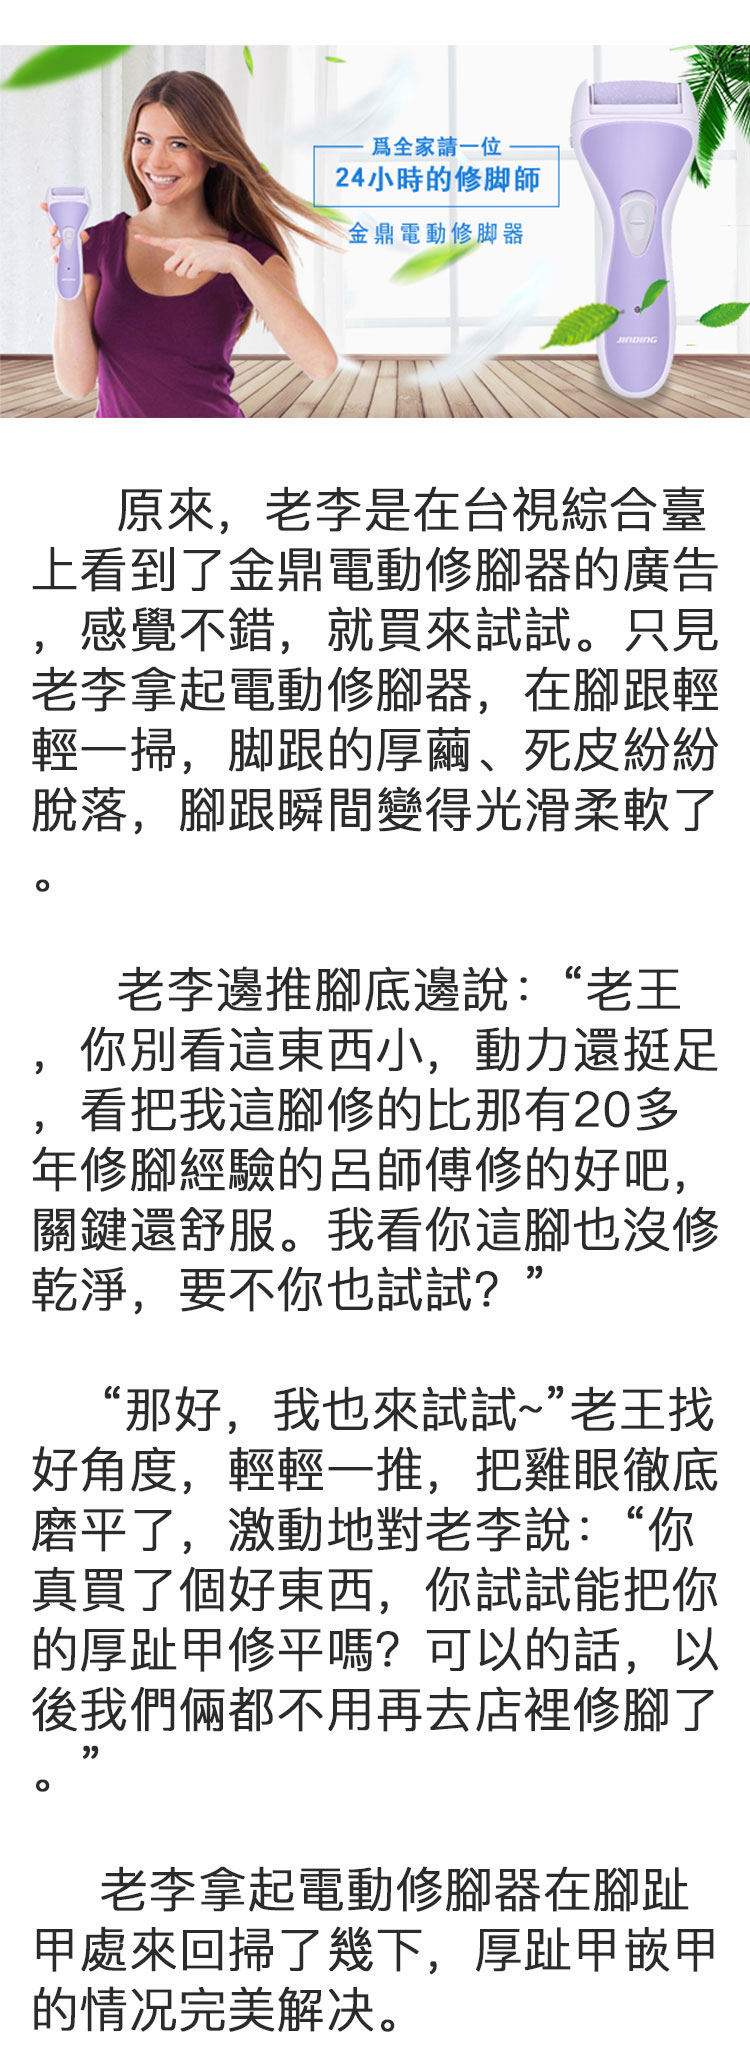 爲全家請一位
24小時的修脚師
金鼎電動修脚器
JINDING
原來，老李是在台視綜合臺
上看到了金鼎電動修腳器的廣告
，感覺不錯，就買來試試。只見
老李拿起電動修腳器，在腳跟輕
輕一掃，脚跟的厚繭、死皮紛紛
脫落，腳跟瞬間變得光滑柔軟了
。
老李邊推腳底邊說：“老王
，你別看這東西小，動力還挺足
，看把我這腳修的比那有20多
年修腳經驗的呂師傅修的好吧，
關鍵還舒服。我看你這腳也沒修
乾淨，要不你也試試？”
“那好，我也來試試~”老王找
好角度，輕輕一推，把雞眼徹底
磨平了，激動地對老李說：“你
真買了個好東西，你試試能把你
的厚趾甲修平嗎？可以的話，以
後我們倆都不用再去店裡修腳了
。”
老李拿起電動修腳器在腳趾
甲處來回掃了幾下，厚趾甲嵌甲
的情况完美解决。